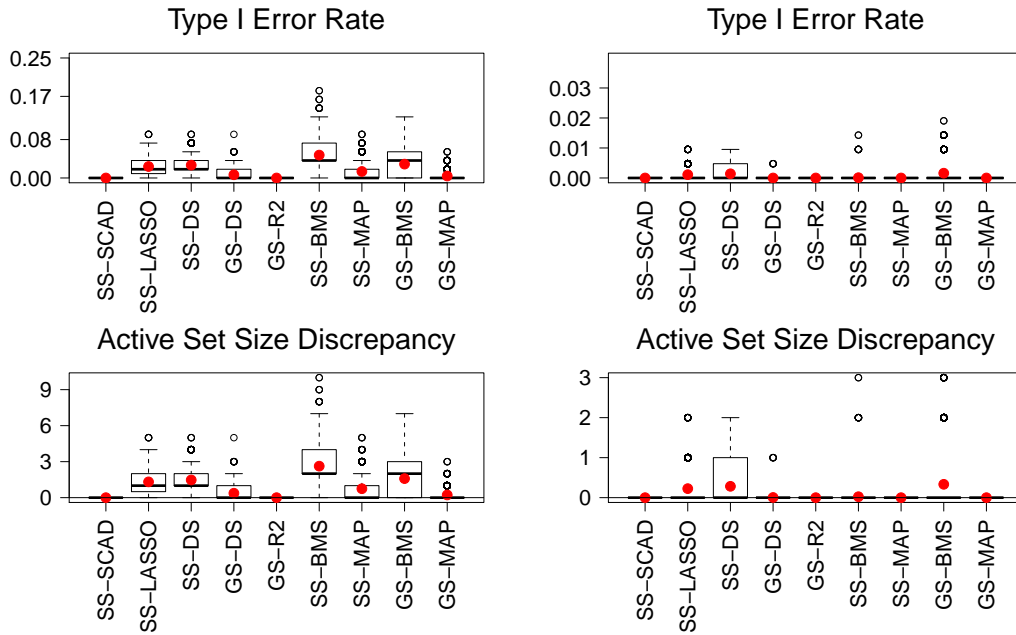 Type I Error Rate
0.25
0.17
0.08
0.00
SS−SCAD
SS−LASSO
SS−DS
GS−DS
GS−R2
SS−BMS
SS−MAP
GS−BMS
GS−MAP
Type I Error Rate
0.03
0.02
0.01
0.00
SS−SCAD
SS−LASSO
SS−DS
GS−DS
GS−R2
SS−BMS
SS−MAP
GS−BMS
GS−MAP
Active Set Size Discrepancy
9
6
3
0
SS−SCAD
SS−LASSO
SS−DS
GS−DS
GS−R2
SS−BMS
SS−MAP
GS−BMS
GS−MAP
Active Set Size Discrepancy
3
2
1
0
SS−SCAD
SS−LASSO
SS−DS
GS−DS
GS−R2
SS−BMS
SS−MAP
GS−BMS
GS−MAP